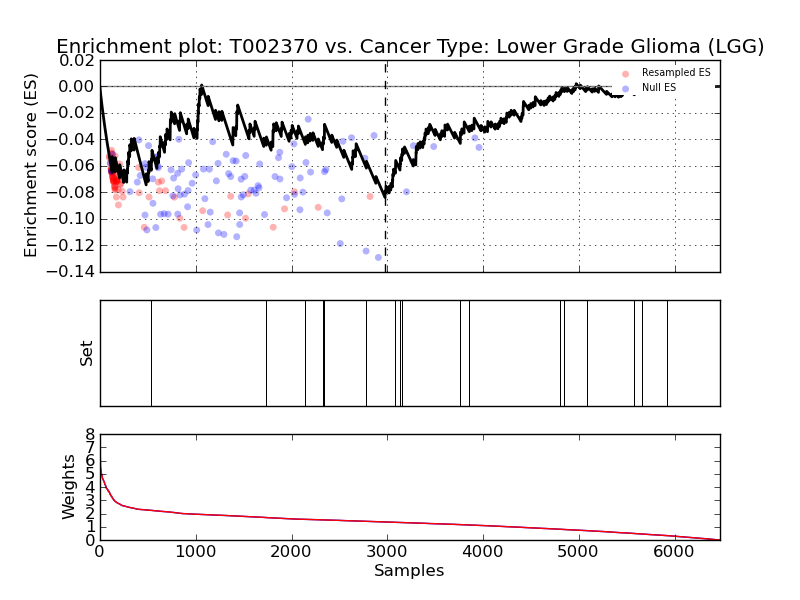 Enrichment plot: T002370 vs. Cancer Type: Lower Grade Glioma (LGG)
0.02
0.00
−0.02
−0.04
−0.06
−0.08
−0.10
−0.12
−0.14
Enrichment score (ES)
Resampled ES
Null ES
Set
8
7
6
5
4
3
2
1
0
Weights
0 1000 2000 3000 4000 5000 6000
Samples